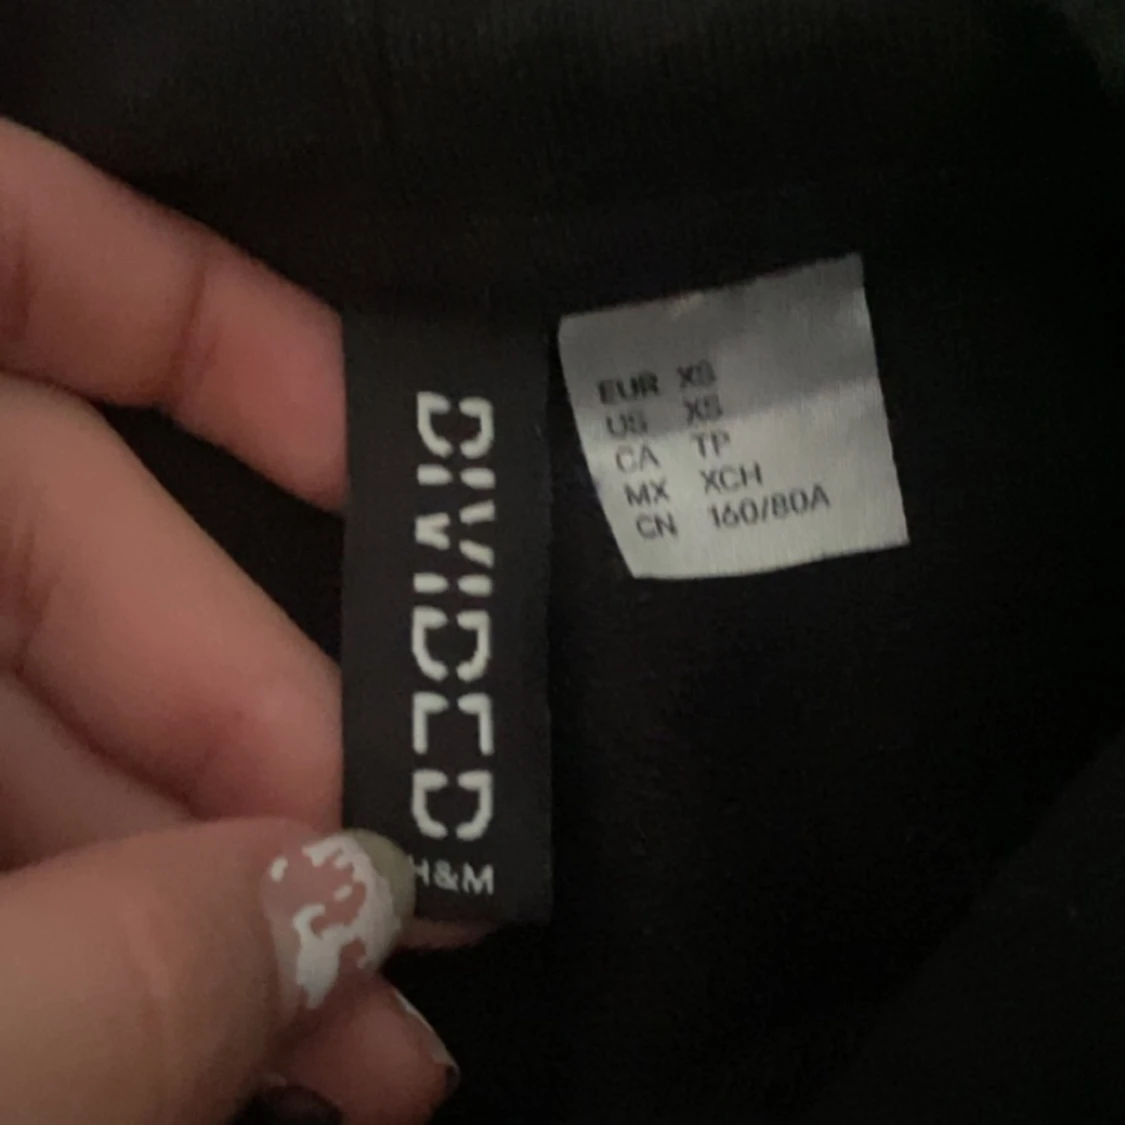 DIVIDED
H&M
EUR XS
US XS
CA TP
MX XCH
CN 160/80A